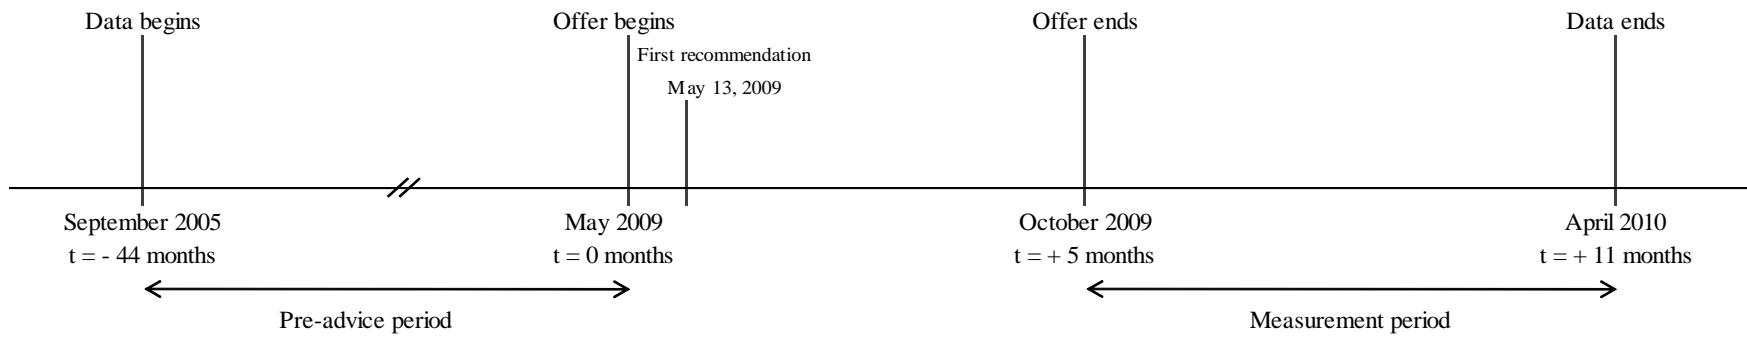 Data begins
Offer begins
Offer ends
Data ends
First recommendation
May 13, 2009
September 2005
May 2009
October 2009
April 2010
t = - 44 months
t = 0 months
t = + 5 months
t = + 11 months
Pre-advice period
Measurement period